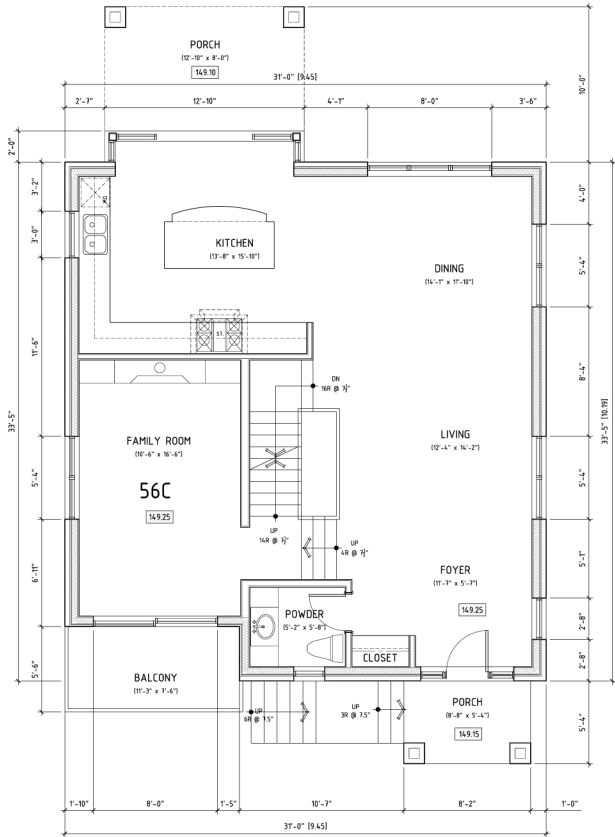 PORCH
(12'-10" x 8'-0")
149.10
31'-0" [9.45]
10'-0"
2'-7"
12'-10"
4'-1"
8'-0"
3'-6"
2'-0"
3'-2"
3'-0"
11'-6"
33'-5"
5'-4"
6'-11"
5'-6"
4'-0"
5'-4"
8'-4"
33'-5" [10.19]
5'-4"
5'-1"
2'-8"
2'-8"
5'-4"
KITCHEN
(13'-8" x 15'-10")
DINING
(14'-1" x 11'-10")
ST.
DN
16R @ 7½"
FAMILY ROOM
(10'-6" x 16'-6")
56C
149.25
LIVING
(12'-4" x 14'-2")
UP
14R @ 7½"
UP
4R @ 7½"
FOYER
(11'-7" x 5'-7")
149.25
POWDER
(5'-2" x 5'-8")
CLOSET
BALCONY
(11'-3" x 7'-6")
UP
6R @ 7.5"
UP
3R @ 7.5"
PORCH
(8'-8" x 5'-4")
149.15
1'-10"
8'-0"
1'-5"
10'-7"
8'-2"
1'-0"
31'-0" [9.45]